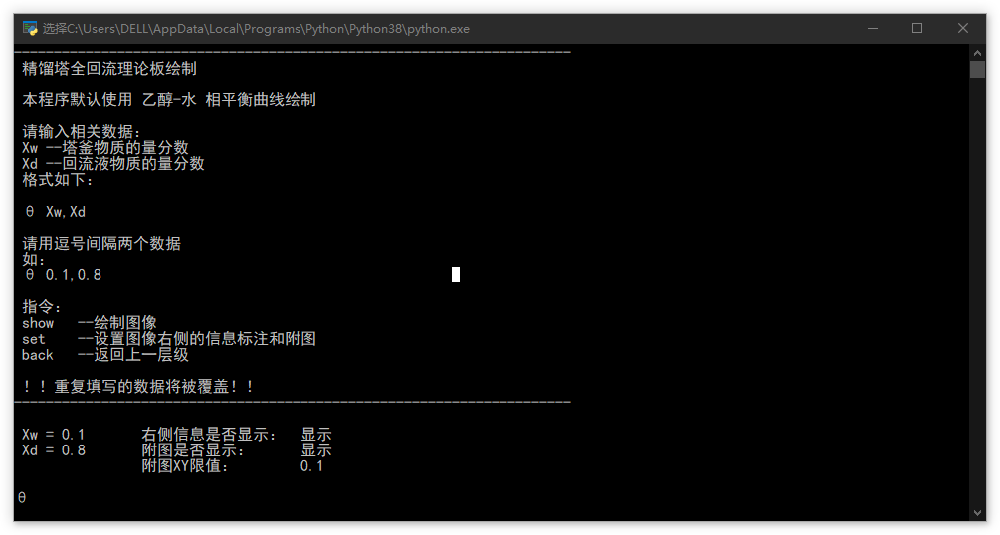 选择C:\Users\DELL\AppData\Local\Programs\Python\Python38\python.exe
----------------------------------------------------------------------
精馏塔全回流理论板绘制
本程序默认使用 乙醇-水 相平衡曲线绘制
请输入相关数据：
Xw --塔釜物质的量分数
Xd --回流液物质的量分数
格式如下：
θ Xw,Xd
请用逗号间隔两个数据
如：
θ 0.1,0.8
指令：
show --绘制图像
set --设置图像右侧的信息标注和附图
back --返回上一层级
！！重复填写的数据将被覆盖！！
----------------------------------------------------------------------
Xw = 0.1 右侧信息是否显示： 显示
Xd = 0.8 附图是否显示： 显示
附图XY限值： 0.1
θ